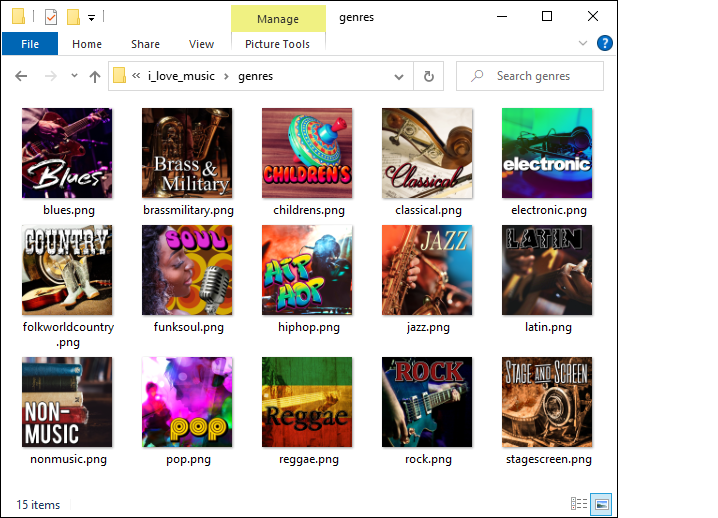 Manage
genres
File
Home
Share
View
Picture Tools
i_love_music
genres
Search genres
Blues
Brass &
Military
CHILDREN'S
Classical
electronic
blues.png
brassmilitary.png
childrens.png
classical.png
electronic.png
COUNTRY
SOUL
HIP
HOP
JAZZ
LATIN
folkworldcountry
.png
funksoul.png
hiphop.png
jazz.png
latin.png
NON-
MUSIC
pop
Reggae
ROCK
STAGE AND SCREEN
nonmusic.png
pop.png
reggae.png
rock.png
stagescreen.png
15 items